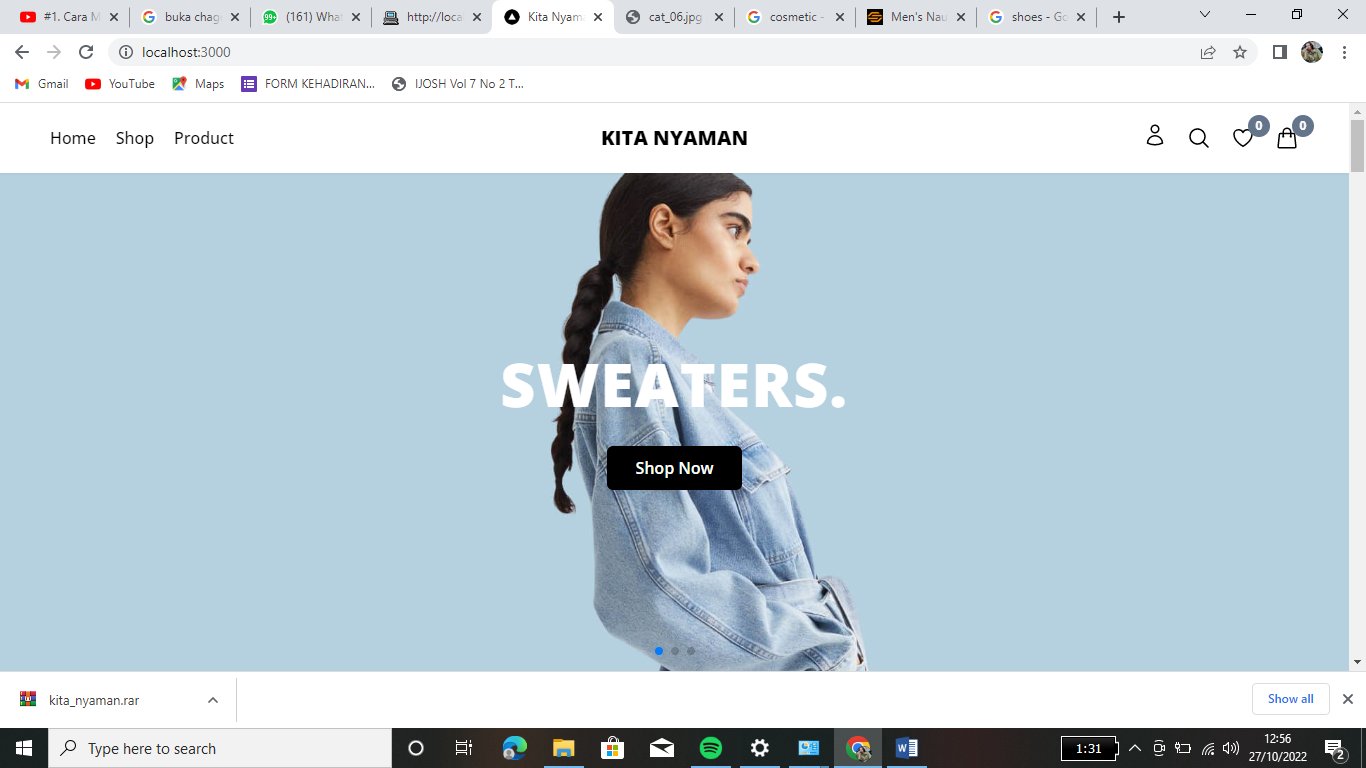 #1. Cara M
buka chag
(161) What
http://loca
Kita Nyam
cat_06.jpg
cosmetic -
Men's Nau
shoes - Go
localhost:3000
Gmail
YouTube
Maps
FORM KEHADIRAN...
IJOSH Vol 7 No 2 T...
Home
Shop
Product
KITA NYAMAN
0
0
SWEATERS.
Shop Now
kita_nyaman.rar
Show all
Type here to search
1:31
12:56
27/10/2022
2